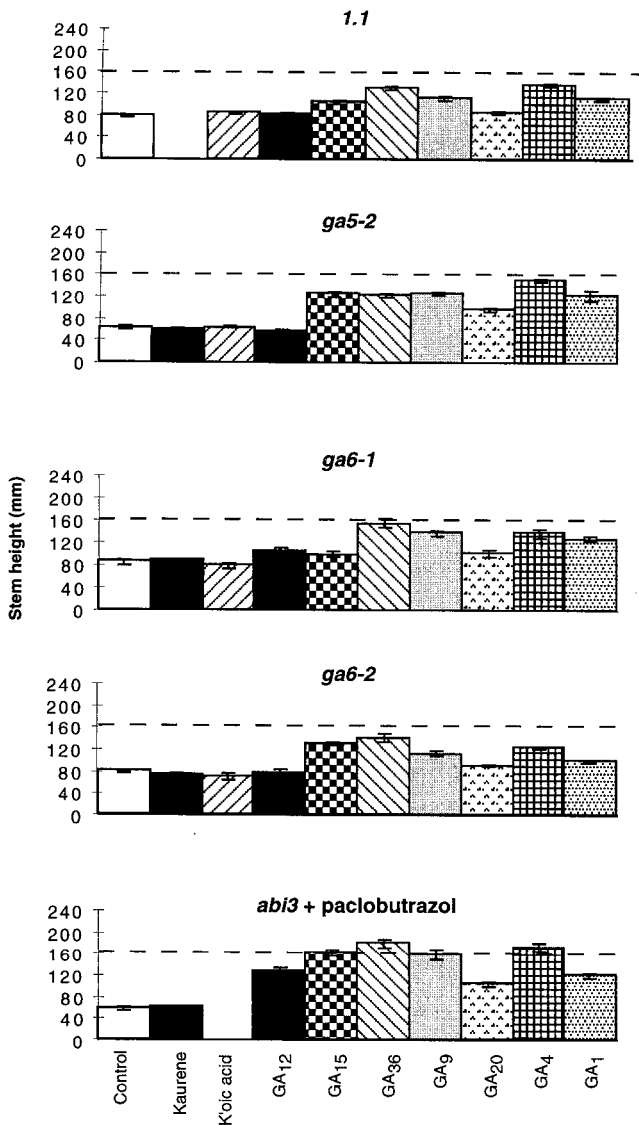 1.1
240
200
160
120
80
40
0
ga5-2
240
200
160
120
80
40
0
ga6-1
240
200
160
120
80
40
0
Stem height (mm)
ga6-2
240
200
160
120
80
40
0
abi3 + paclobutrazol
240
200
160
120
80
40
0
Control
Kaurene
K'oic acid
GA12
GA15
GA36
GA9
GA20
GA4
GA1